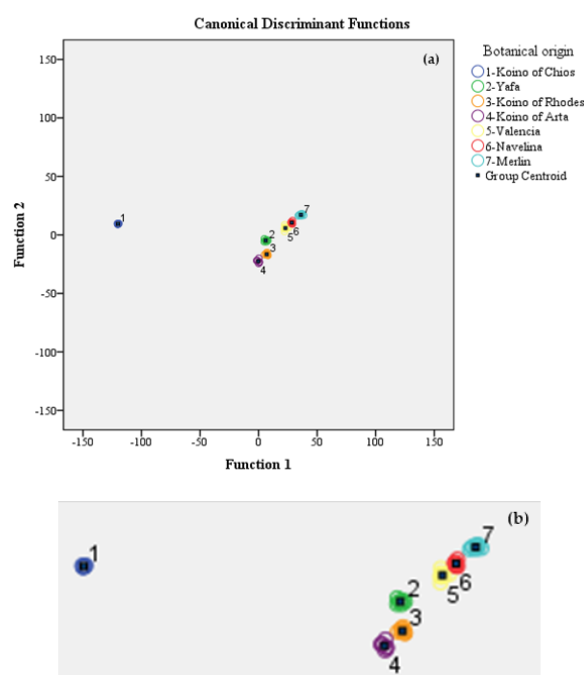 Canonical Discriminant Functions
(a)
Function 2
150
100
50
0
-50
-100
-150
1
2
3
4
5
6
7
-150 -100 -50 0 50 100 150
Function 1
Botanical origin
1-Koino of Chios
2-Yafa
3-Koino of Rhodes
4-Koino of Arta
5-Valencia
6-Navelina
7-Merlin
Group Centroid
(b)
1
2
3
4
5
6
7